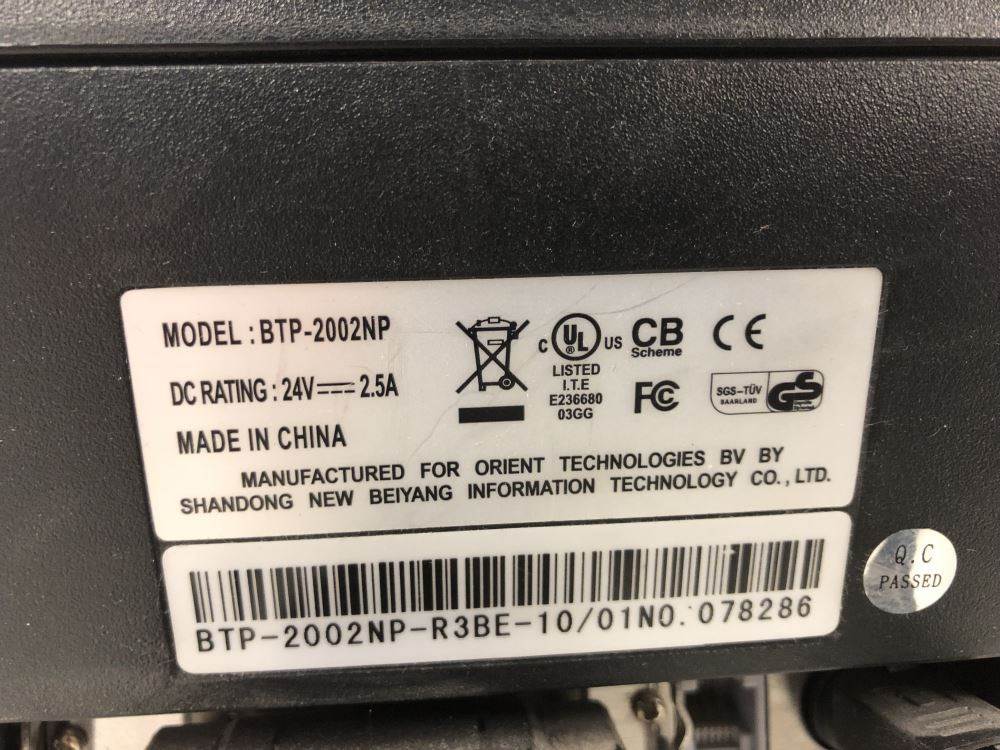 MODEL : BTP-2002NP
DC RATING : 24V 2.5A
MADE IN CHINA
C UL ® US
LISTED
I.T.E
E236680
03GG
CB
Scheme
CE
FC
SGS-TÜV
SAARLAND
GS
MANUFACTURED FOR ORIENT TECHNOLOGIES BV BY
SHANDONG NEW BEIYANG INFORMATION TECHNOLOGY CO., LTD.
BTP-2002NP-R3BE-10/01NO.078286
Q.C
PASSED